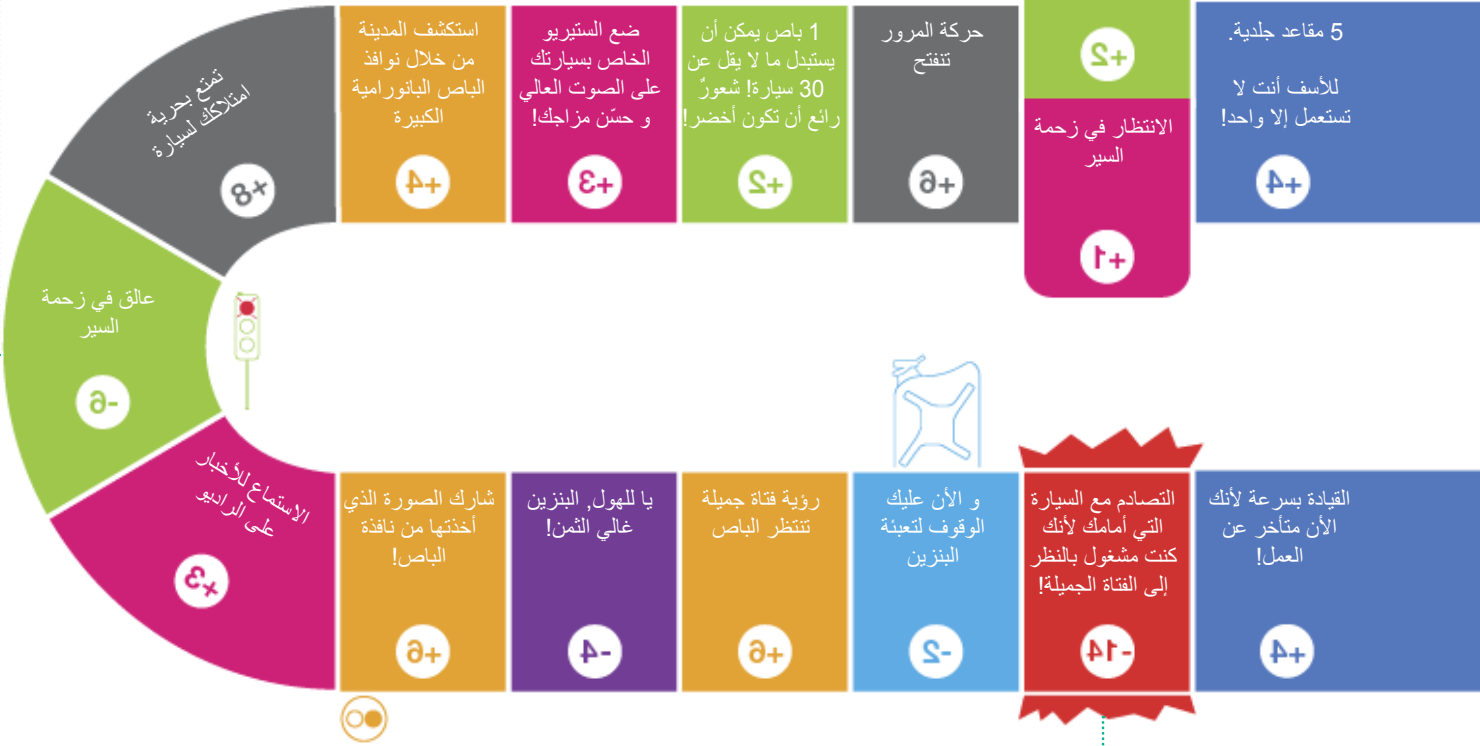 5 مقاعد جلدية.
للأسف أنت لا
تستعمل إلا واحد!
+4
+2
الانتظار في زحمة
السير
+1
حركة المرور
تنفتح
+6
1 باص يمكن أن
يستبدل ما لا يقل عن
30 سيارة! شعورٌ
رائع أن تكون أخضر!
+2
ضع الستيريو
الخاص بسيارتك
على الصوت العالي
و حسّن مزاجك!
+3
استكشف المدينة
من خلال نوافذ
الباص البانورامية
الكبيرة
+4
تمتع بحرية
امتلاكك لسيارة
+8
عالق في زحمة
السير
-6
الاستماع للأخبار
على الراديو
+3
شارك الصورة الذي
أخذتها من نافذة
الباص!
+6
يا للهول, البنزين
غالي الثمن!
-4
رؤية فتاة جميلة
تنتظر الباص
+6
و الأن عليك
الوقوف لتعبئة
البنزين
-2
التصادم مع السيارة
التي أمامك لأنك
كنت مشغول بالنظر
إلى الفتاة الجميلة!
-14
القيادة بسرعة لأنك
الأن متأخر عن
العمل!
+4